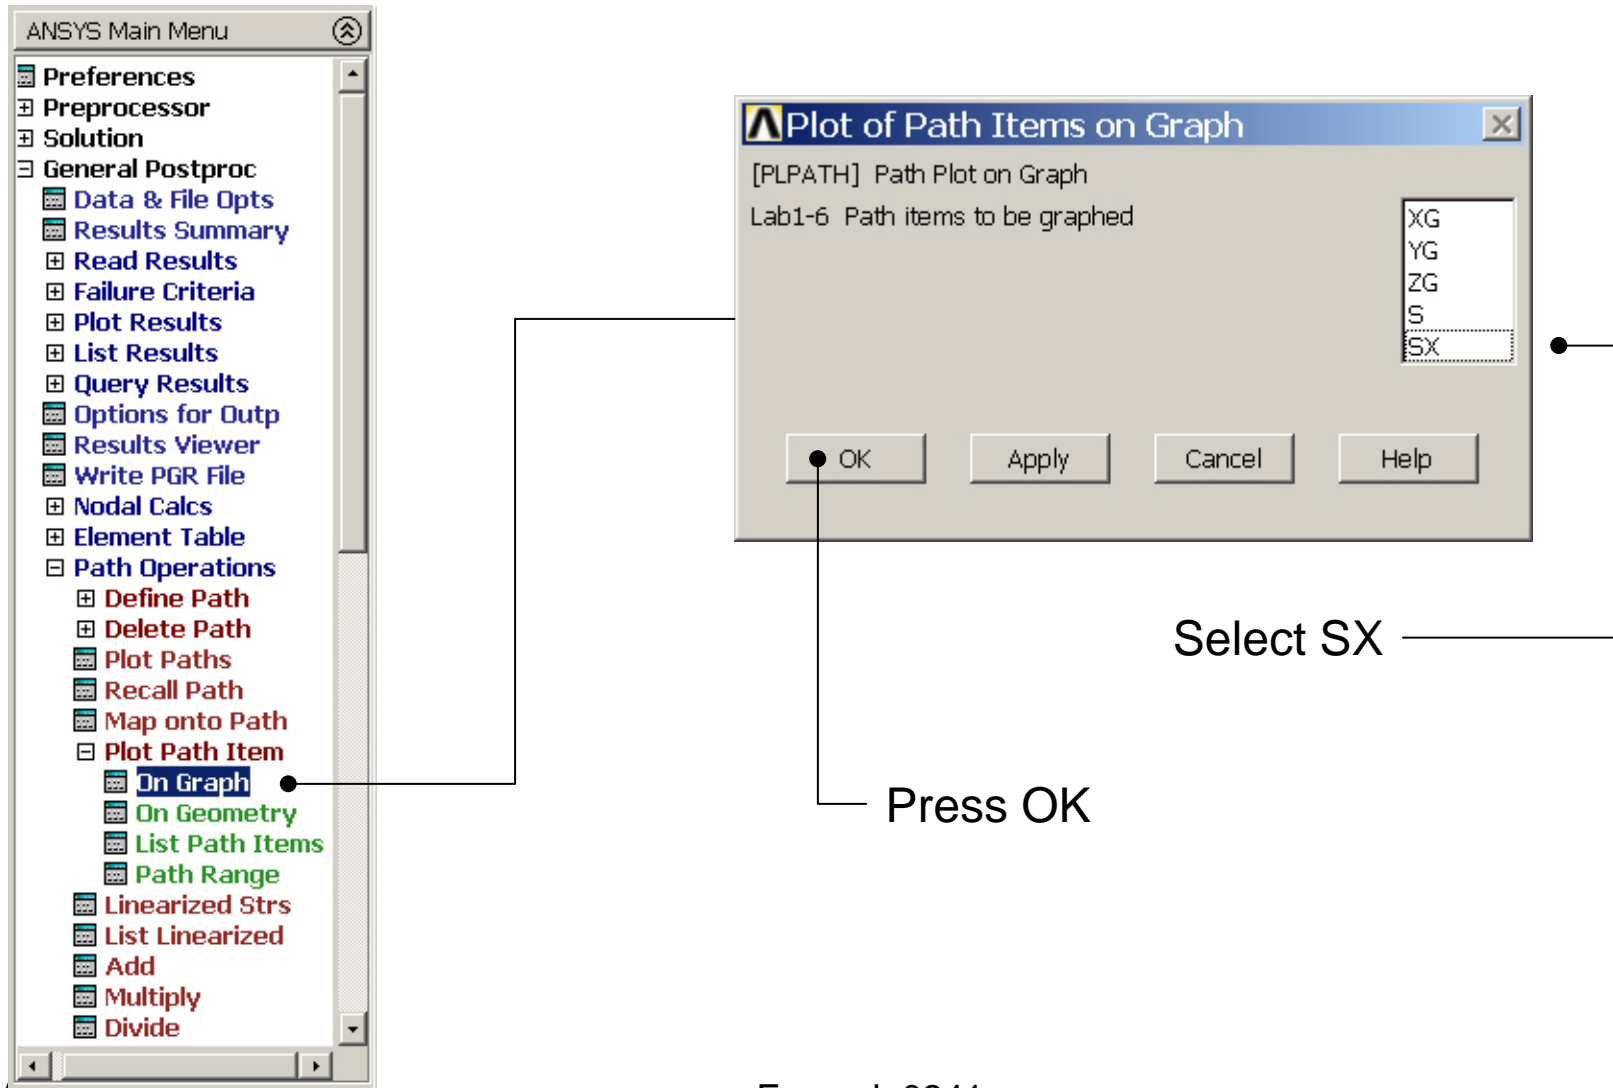 ANSYS Main Menu
Preferences
Preprocessor
Solution
General Postproc
Data & File Opts
Results Summary
Read Results
Failure Criteria
Plot Results
List Results
Query Results
Options for Outp
Results Viewer
Write PGR File
Nodal Calcs
Element Table
Path Operations
Define Path
Delete Path
Plot Paths
Recall Path
Map onto Path
Plot Path Item
On Graph
On Geometry
List Path Items
Path Range
Linearized Strs
List Linearized
Add
Multiply
Divide
Plot of Path Items on Graph
[PLPATH] Path Plot on Graph
Lab1-6 Path items to be graphed
XG
YG
ZG
S
SX
OK Apply Cancel Help
Select SX
Press OK